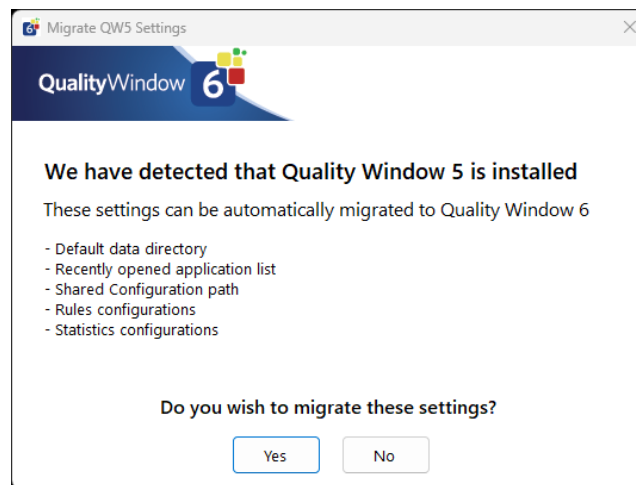 6 Migrate QW5 Settings
QualityWindow 6
We have detected that Quality Window 5 is installed
These settings can be automatically migrated to Quality Window 6
- Default data directory
- Recently opened application list
- Shared Configuration path
- Rules configurations
- Statistics configurations
Do you wish to migrate these settings?
Yes
No